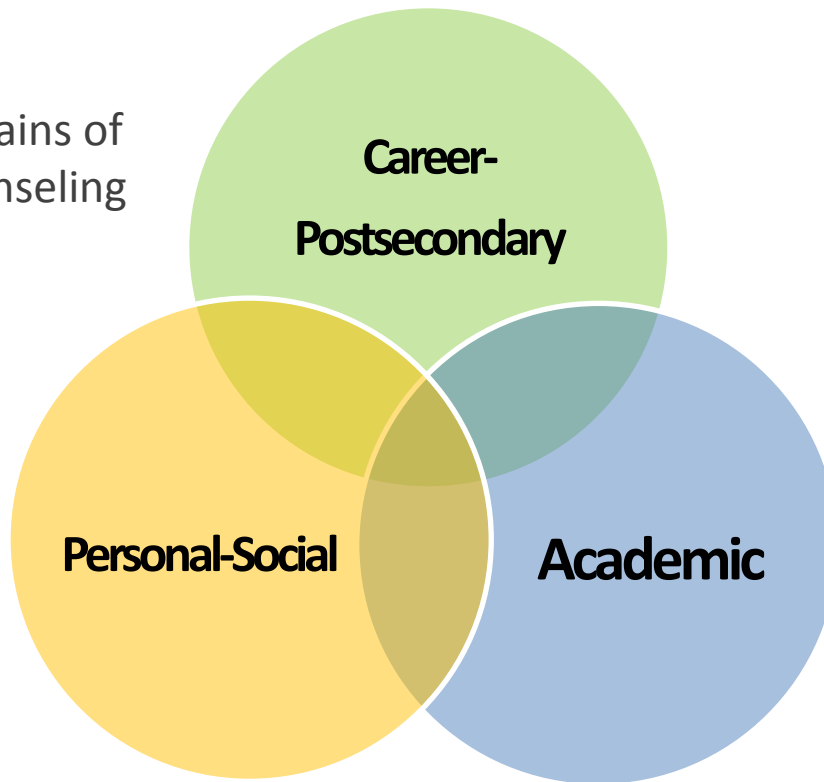 ains of
nseling
Career-
Postsecondary
Personal-Social
Academic